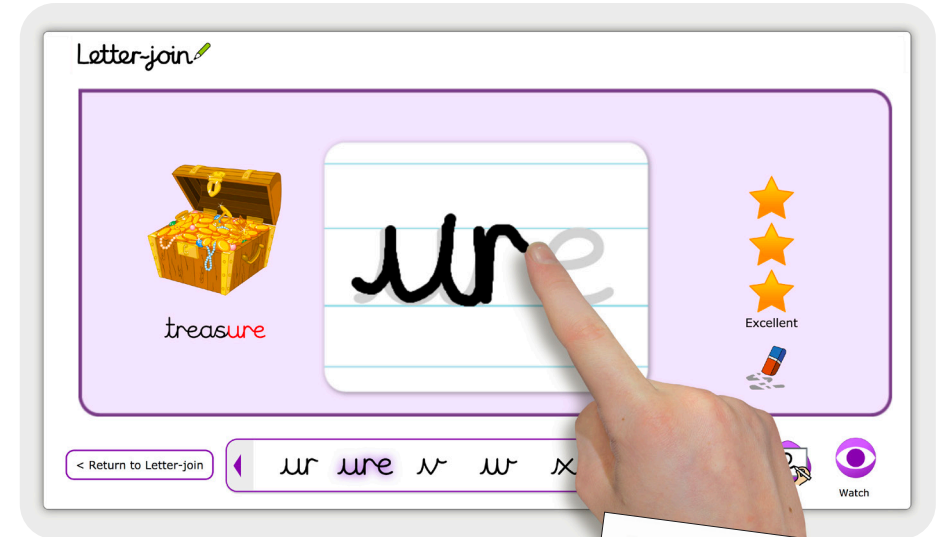 Letter-join
ure
treasure
Excellent
< Return to Letter-join
ur ure v w x
Watch